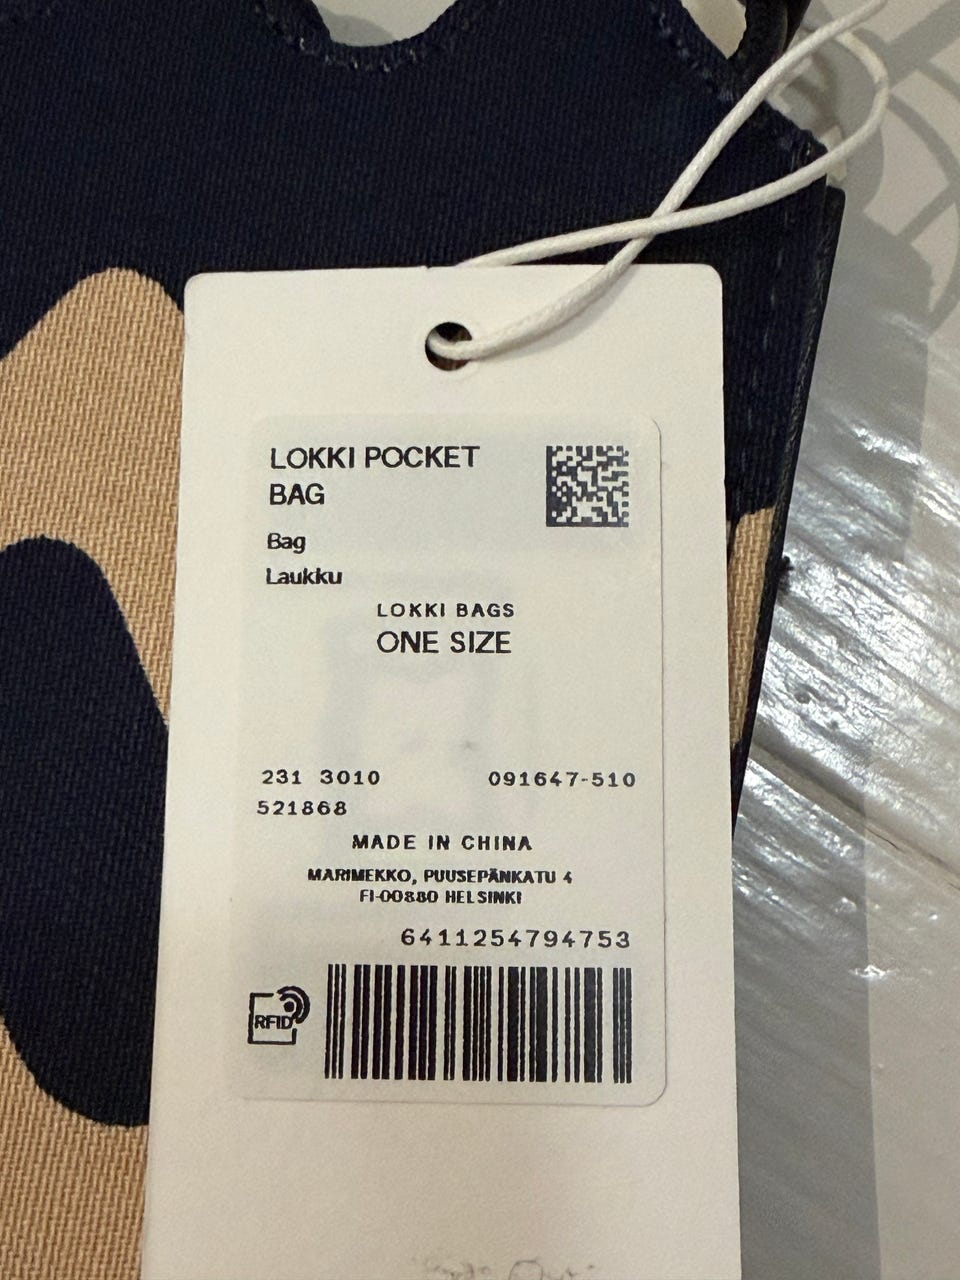 LOKKI POCKET
BAG
Bag
Laukku
LOKKI BAGS
ONE SIZE
231 3010 091647-510
521868
MADE IN CHINA
MARIMEKKO, PUUSEPÄNKATU 4
FI-00880 HELSINKI
6411254794753
RFID